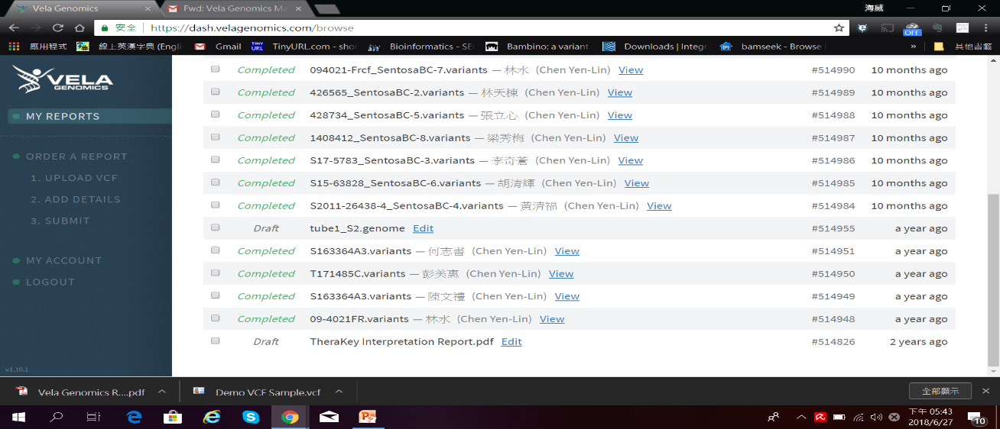 Vela Genomics
Fwd: Vela Genomics Ma
海威
安全 https://dash.velagenomics.com/browse
OFF
應用程式 線上英漢字典 (Englis Gmail TINY URL TinyURL.com - shor Bioinformatics - SEQ Bambino: a variant Downloads | Integra bamseek - Browse » 其他書籤
VELA
GENOMICS
MY REPORTS
ORDER A REPORT
1. UPLOAD VCF
2. ADD DETAILS
3. SUBMIT
MY ACCOUNT
LOGOUT
v1.10.1
Completed 094021-Frcf_SentosaBC-7.variants — 林水 (Chen Yen-Lin) View #514990 10 months ago
Completed 426565_SentosaBC-2.variants — 林天棟 (Chen Yen-Lin) View #514989 10 months ago
Completed 428734_SentosaBC-5.variants — 張立心 (Chen Yen-Lin) View #514988 10 months ago
Completed 1408412_SentosaBC-8.variants — 梁秀梅 (Chen Yen-Lin) View #514987 10 months ago
Completed S17-5783_SentosaBC-3.variants — 李奇蒼 (Chen Yen-Lin) View #514986 10 months ago
Completed S15-63828_SentosaBC-6.variants — 胡清輝 (Chen Yen-Lin) View #514985 10 months ago
Completed S2011-26438-4_SentosaBC-4.variants — 黃清福 (Chen Yen-Lin) View #514984 10 months ago
Draft tube1_S2.genome Edit #514955 a year ago
Completed S163364A3.variants — 何志書 (Chen Yen-Lin) View #514951 a year ago
Completed T171485C.variants — 彭美惠 (Chen Yen-Lin) View #514950 a year ago
Completed S163364A3.variants — 陳文禮 (Chen Yen-Lin) View #514949 a year ago
Completed 09-4021FR.variants — 林水 (Chen Yen-Lin) View #514948 a year ago
Draft TheraKey Interpretation Report.pdf Edit #514826 2 years ago
Vela Genomics R....pdf Demo VCF Sample.vcf 全部顯示
下午 05:43
2018/6/27
10